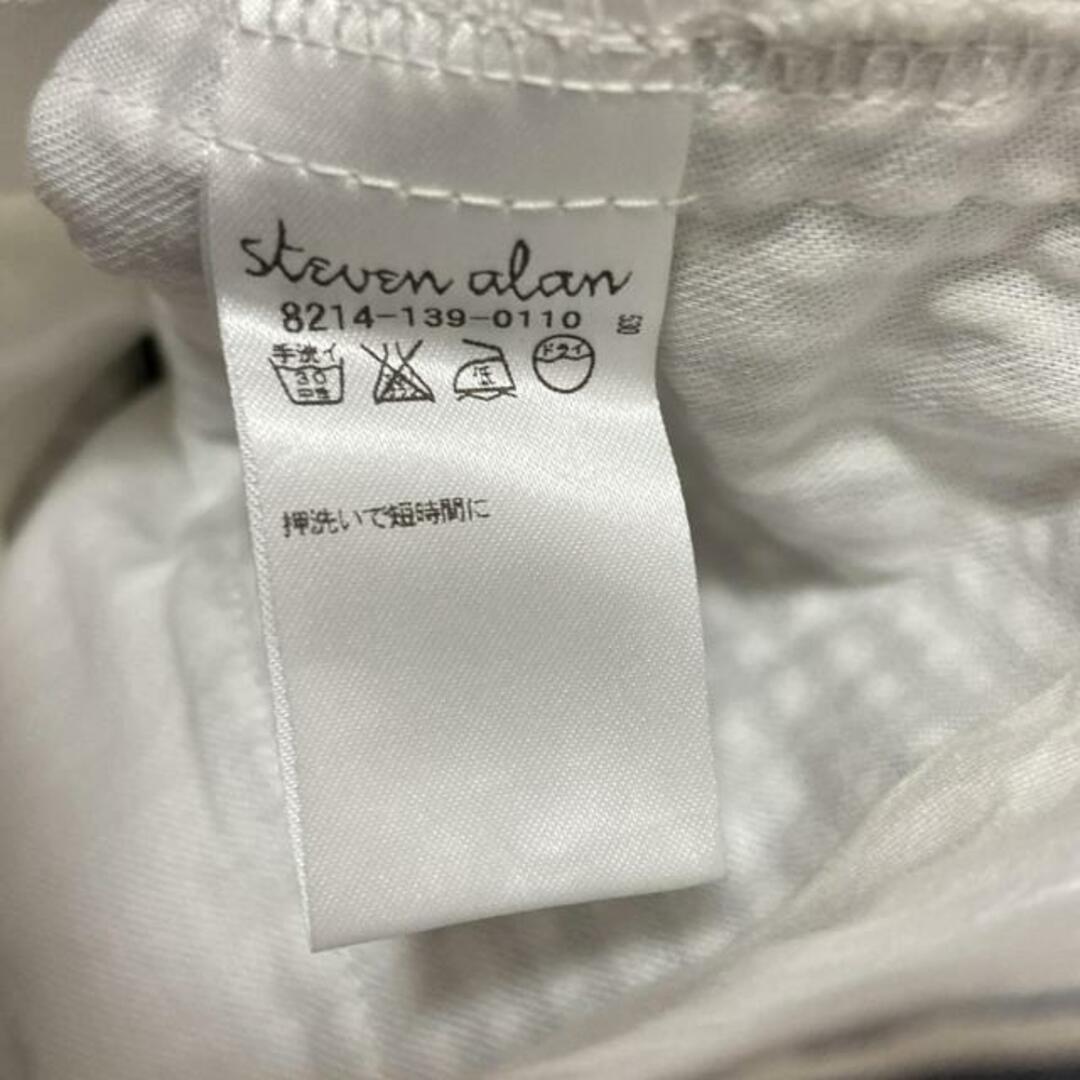 steven alan
8214-139-0110
手洗イ
30
中性
低
ドライ
押洗いで短時間に